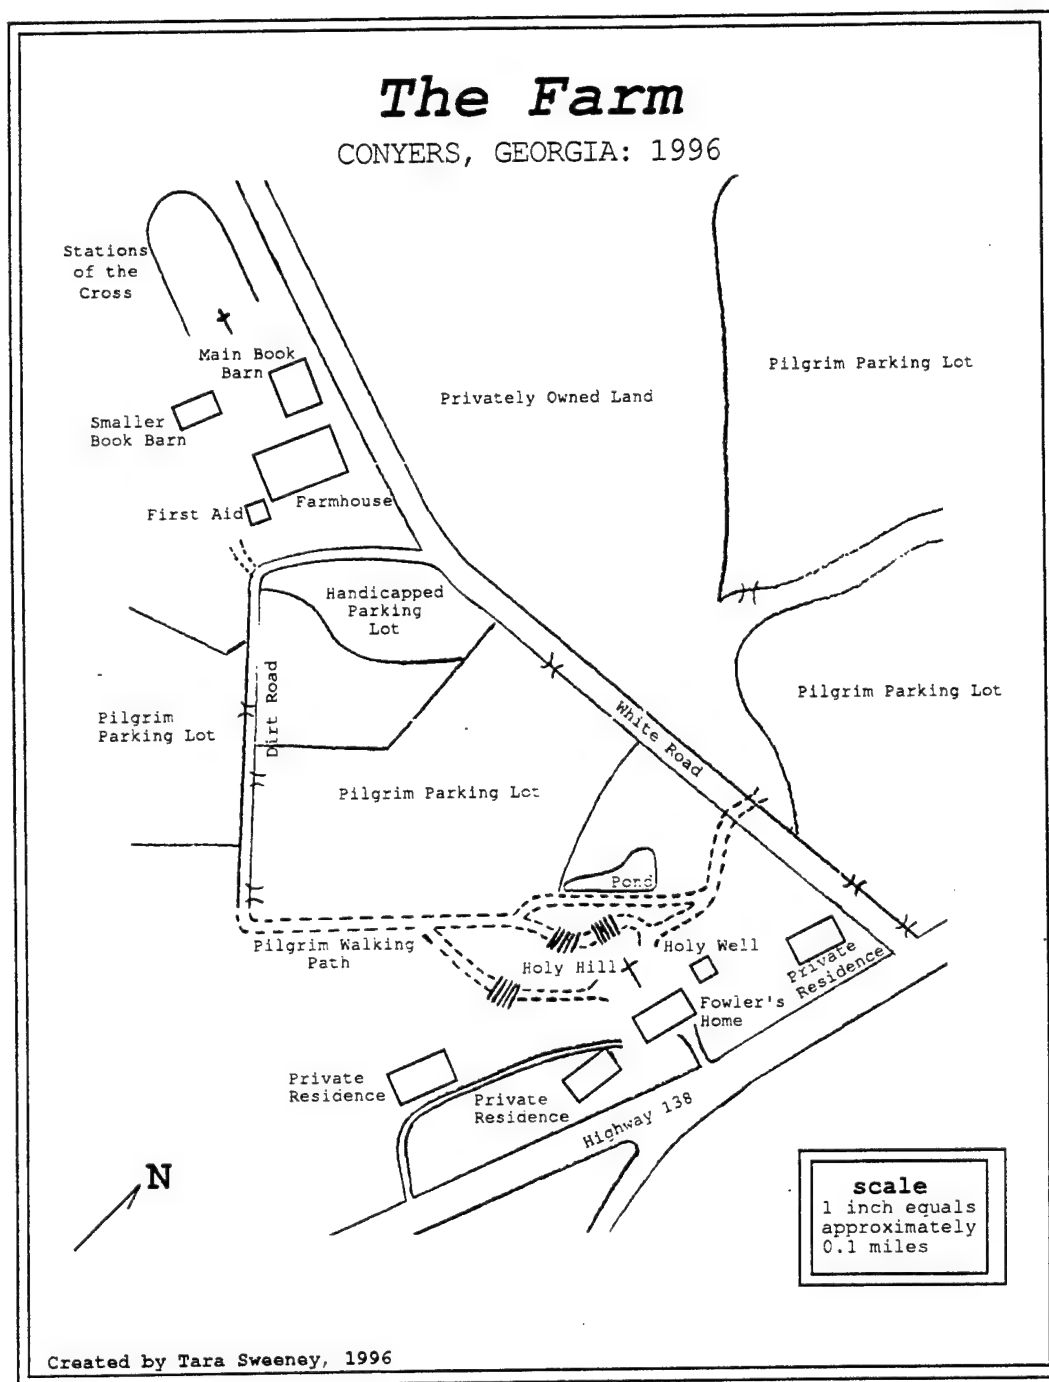 The Farm
CONYERS, GEORGIA: 1996
Stations
of the
Cross
Main Book
Barn
Smaller
Book Barn
Farmhouse
First Aid
Privately Owned Land
Pilgrim Parking Lot
Handicapped
Parking
Lot
Dirt Road
Pilgrim
Parking Lot
White Road
Pilgrim Parking Lot
Pilgrim Parking Lot
Pond
Pilgrim Walking
Path
Holy Hill
Holy Well
Private
Residence
Fowler's
Home
Private
Residence
Private
Residence
Highway 138
N
scale
1 inch equals
approximately
0.1 miles
Created by Tara Sweeney, 1996